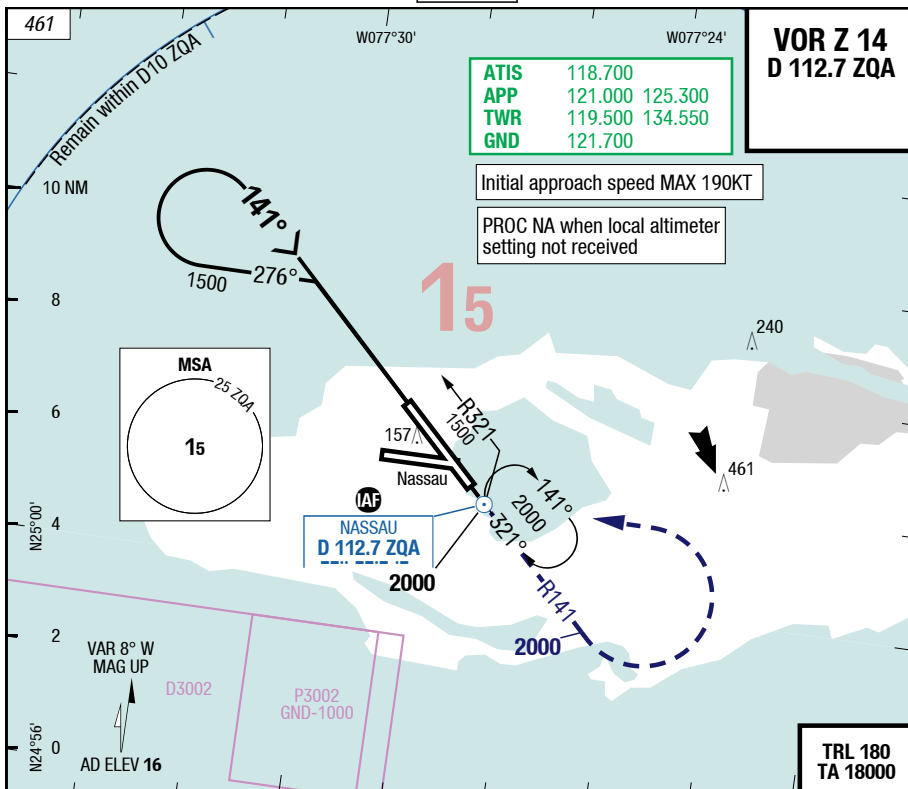 461
W077°30'
W077°24'
VOR Z 14
D 112.7 ZQA
Remain within D10 ZQA
ATIS 118.700
APP 121.000 125.300
TWR 119.500 134.550
GND 121.700
Initial approach speed MAX 190KT
PROC NA when local altimeter
setting not received
10 NM
141°
276°
1500
8
15
240
MSA
25 ZQA
15
6
R321
1500
157
Nassau
461
IAF
NASSAU
D 112.7 ZQA
141°
2000
321°
N25°00'
4
2000
R141
2000
2
VAR 8° W
MAG UP
D3002
P3002
GND-1000
N24°56'
0
AD ELEV 16
TRL 180
TA 18000